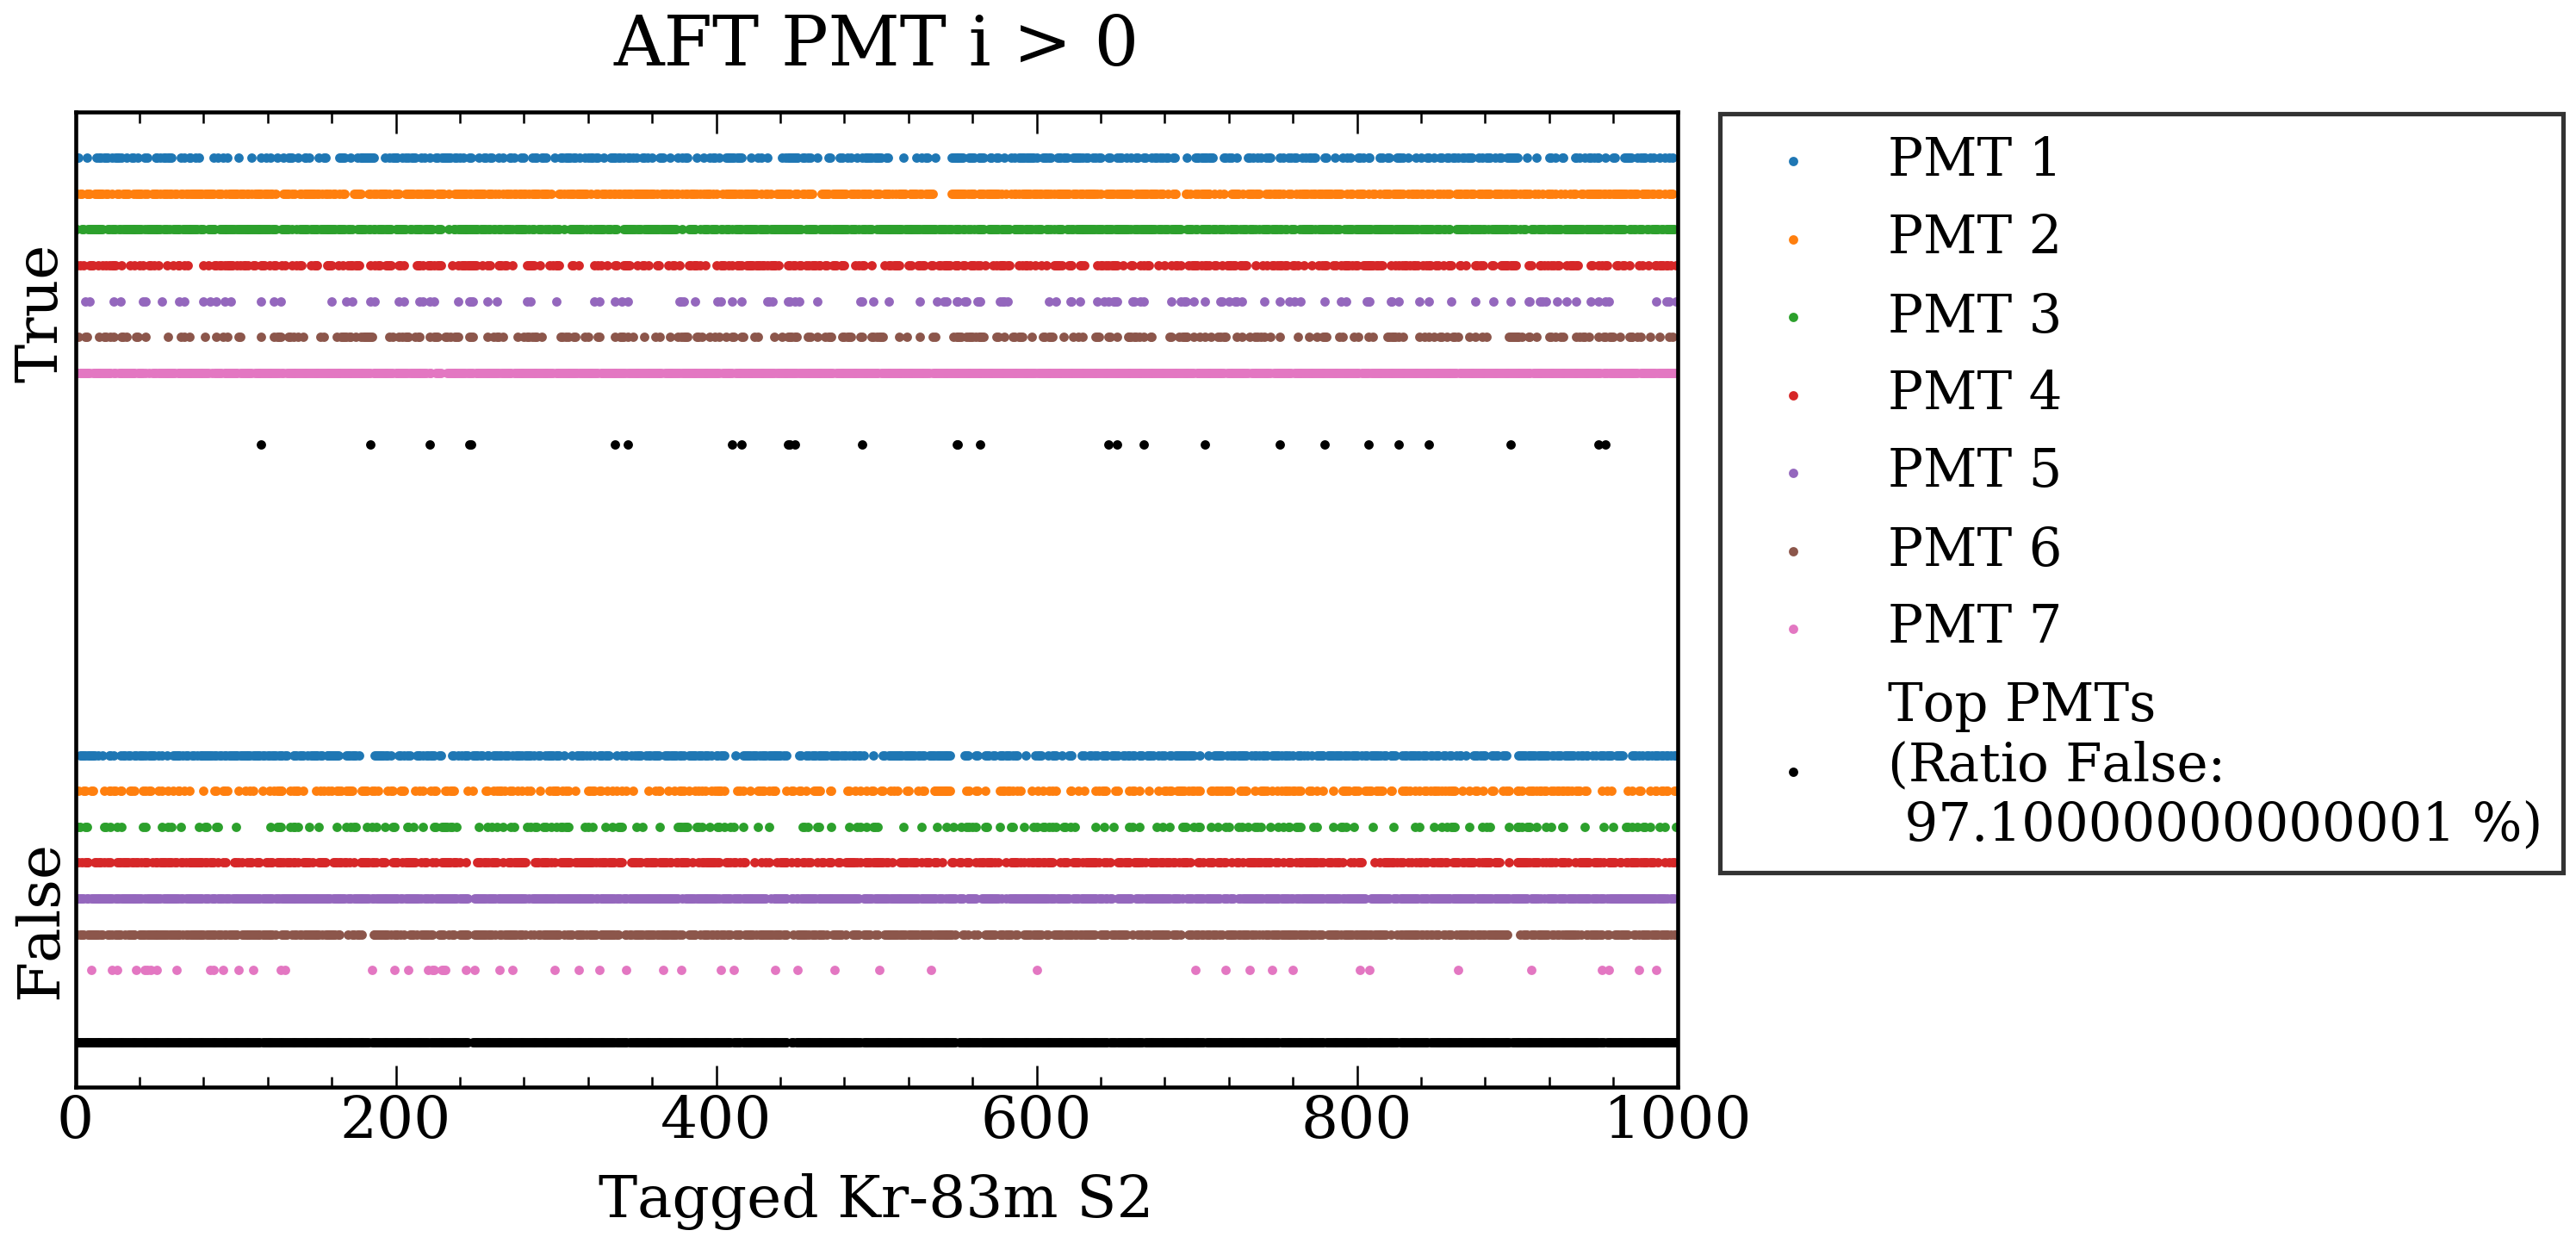 AFT PMT i > 0
True
False
0 200 400 600 800 1000
Tagged Kr-83m S2
PMT 1
PMT 2
PMT 3
PMT 4
PMT 5
PMT 6
PMT 7
Top PMTs
(Ratio False:
97.10000000000001 %)